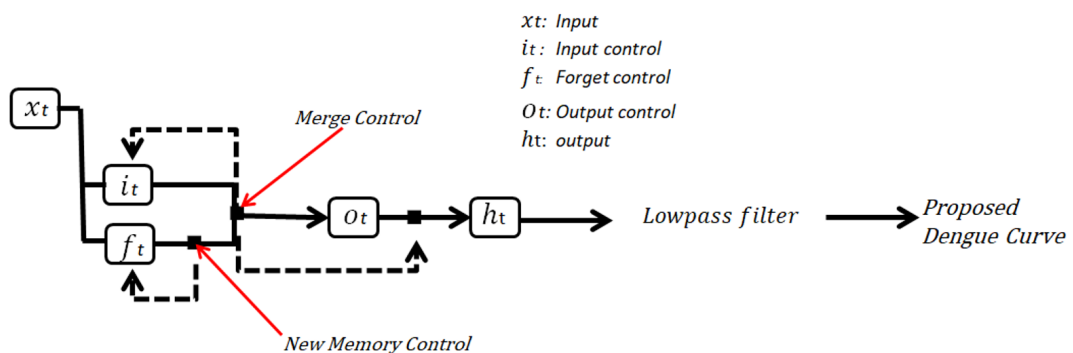 xt: Input
it: Input control
ft: Forget control
Ot: Output control
ht: output
xt
Merge Control
it
ot
ht
Lowpass filter
Proposed
Dengue Curve
ft
New Memory Control